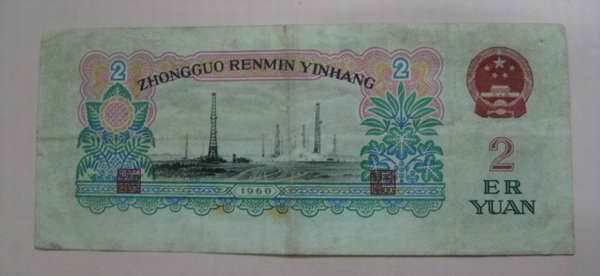 ZHONGGUO RENMIN YINHANG
2
2
2
ER
YUAN
1960